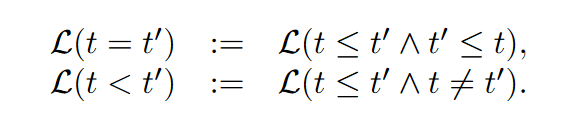 𝓛(t = t′) := 𝓛(t ≤ t′ ∧ t′ ≤ t),
𝓛(t < t′) := 𝓛(t ≤ t′ ∧ t ≠ t′).